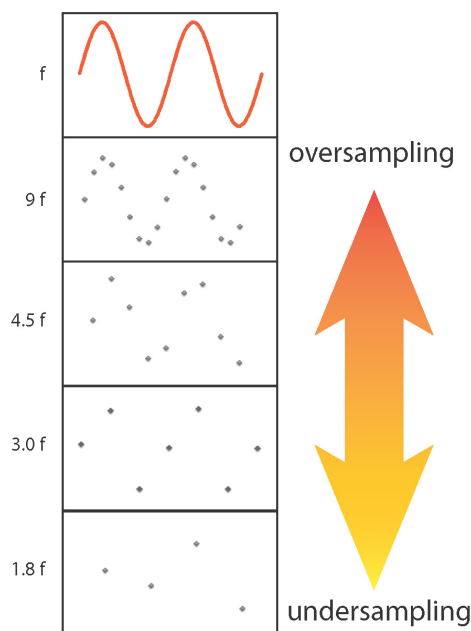 f
oversampling
9 f
4.5 f
3.0 f
1.8 f
undersampling